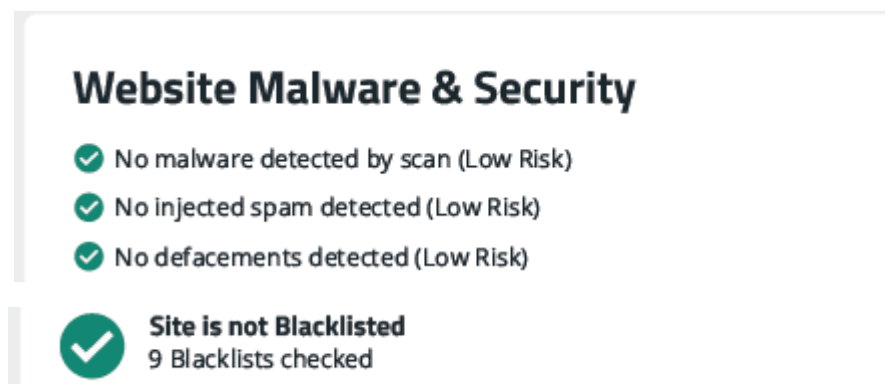 Website Malware & Security
No malware detected by scan (Low Risk)
No injected spam detected (Low Risk)
No defacements detected (Low Risk)
Site is not Blacklisted
9 Blacklists checked